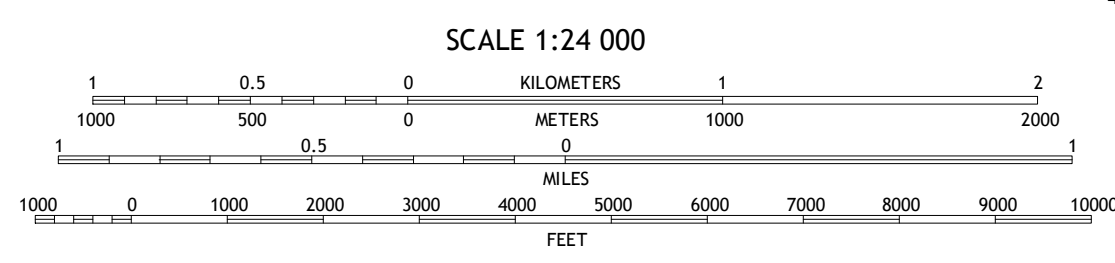 SCALE 1:24 000
1 0.5 0 KILOMETERS 1 2
1000 500 0 METERS 1000 2000
1 0.5 0 1
MILES
1000 0 1000 2000 3000 4000 5000 6000 7000 8000 9000 10000
FEET